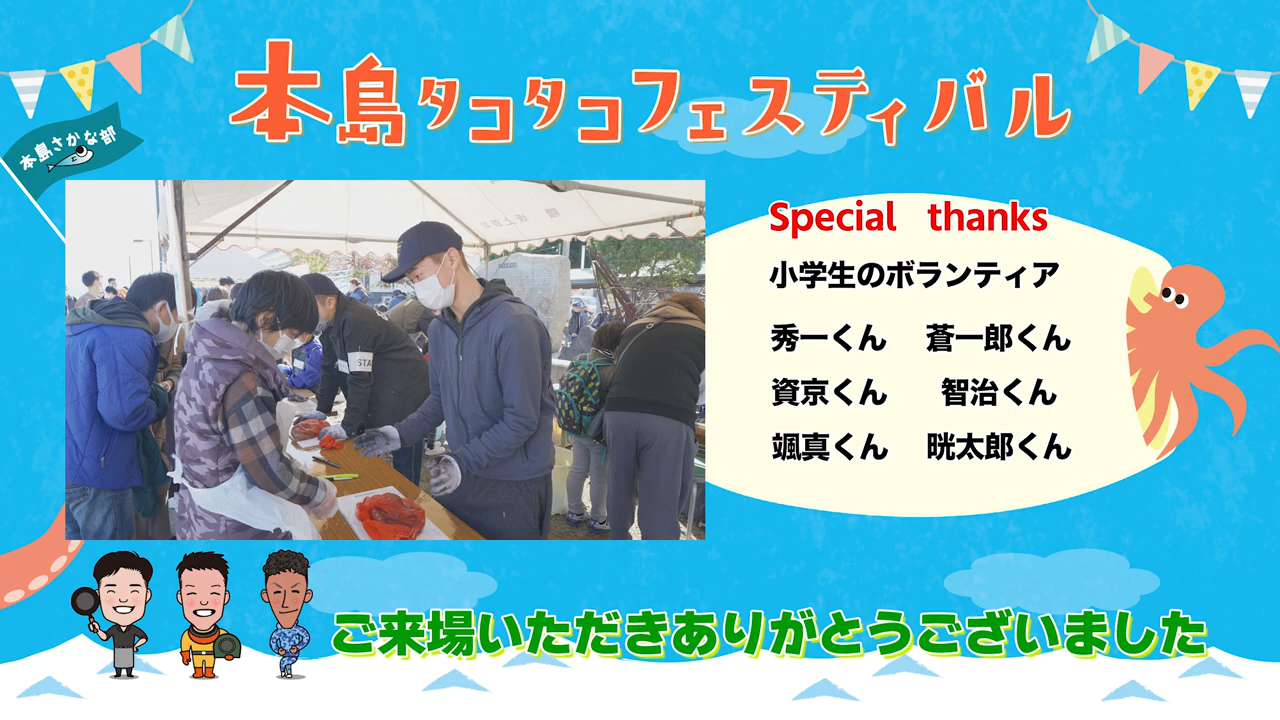 本島タコタコフェスティバル
本島さかな部
Special thanks
小学生のボランティア
秀一くん 蒼一郎くん
資京くん 智治くん
颯真くん 晄太郎くん
STA
ご来場いただきありがとうございました